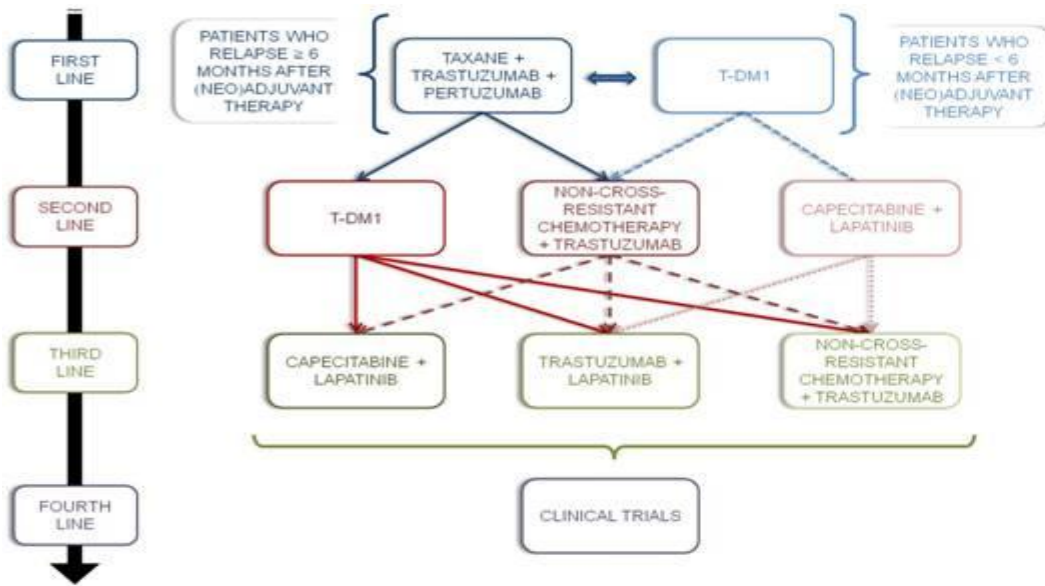 FIRST
LINE
PATIENTS WHO
RELAPSE ≥ 6
MONTHS AFTER
(NEO)ADJUVANT
THERAPY
TAXANE +
TRASTUZUMAB +
PERTUZUMAB
T-DM1
PATIENTS WHO
RELAPSE < 6
MONTHS AFTER
(NEO)ADJUVANT
THERAPY
SECOND
LINE
T-DM1
NON-CROSS-
RESISTANT
CHEMOTHERAPY
+ TRASTUZUMAB
CAPECITABINE +
LAPATINIB
THIRD
LINE
CAPECITABINE +
LAPATINIB
TRASTUZUMAB +
LAPATINIB
NON-CROSS-
RESISTANT
CHEMOTHERAPY
+ TRASTUZUMAB
FOURTH
LINE
CLINICAL TRIALS